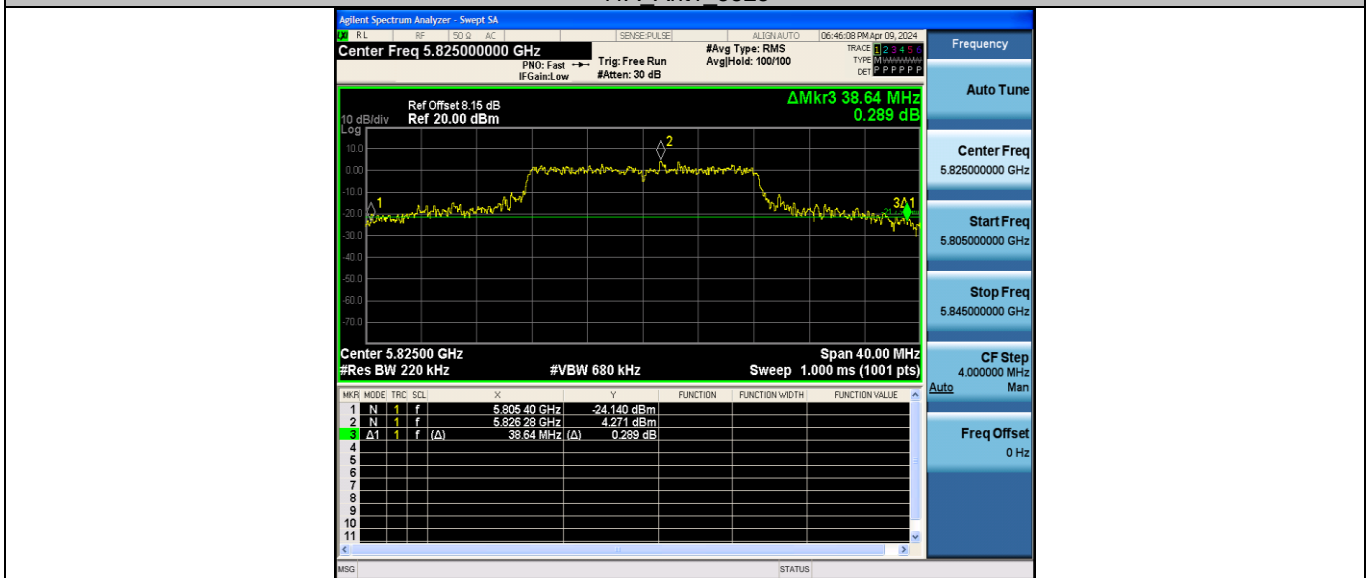 Agilent Spectrum Analyzer - Swept SA
RL RF 50 Ω AC SENSE:PULSE ALIGN AUTO 06:46:08 PM Apr 09, 2024
Center Freq 5.825000000 GHz
PNO: Fast
IFGain:Low
Trig: Free Run
#Atten: 30 dB
#Avg Type: RMS
Avg|Hold: 100/100
TRACE 1 2 3 4 5 6
TYPE M
DET P P P P P P
ΔMkr3 38.64 MHz
0.289 dB
Ref Offset 8.15 dB
10 dB/div Ref 20.00 dBm
Log
10.0
0.00
-10.0
-20.0
-30.0
-40.0
-50.0
-60.0
-70.0
1
2
3Δ1
Center 5.82500 GHz Span 40.00 MHz
#Res BW 220 kHz #VBW 680 kHz Sweep 1.000 ms (1001 pts)
MKR MODE TRC SCL X Y FUNCTION FUNCTION WIDTH FUNCTION VALUE
1 N 1 f 5.805 40 GHz -24.140 dBm
2 N 1 f 5.826 28 GHz 4.271 dBm
3 Δ1 1 f (Δ) 38.64 MHz (Δ) 0.289 dB
4
5
6
7
8
9
10
11
MSG STATUS
Frequency
Auto Tune
Center Freq
5.825000000 GHz
Start Freq
5.805000000 GHz
Stop Freq
5.845000000 GHz
CF Step
4.000000 MHz
Auto Man
Freq Offset
0 Hz